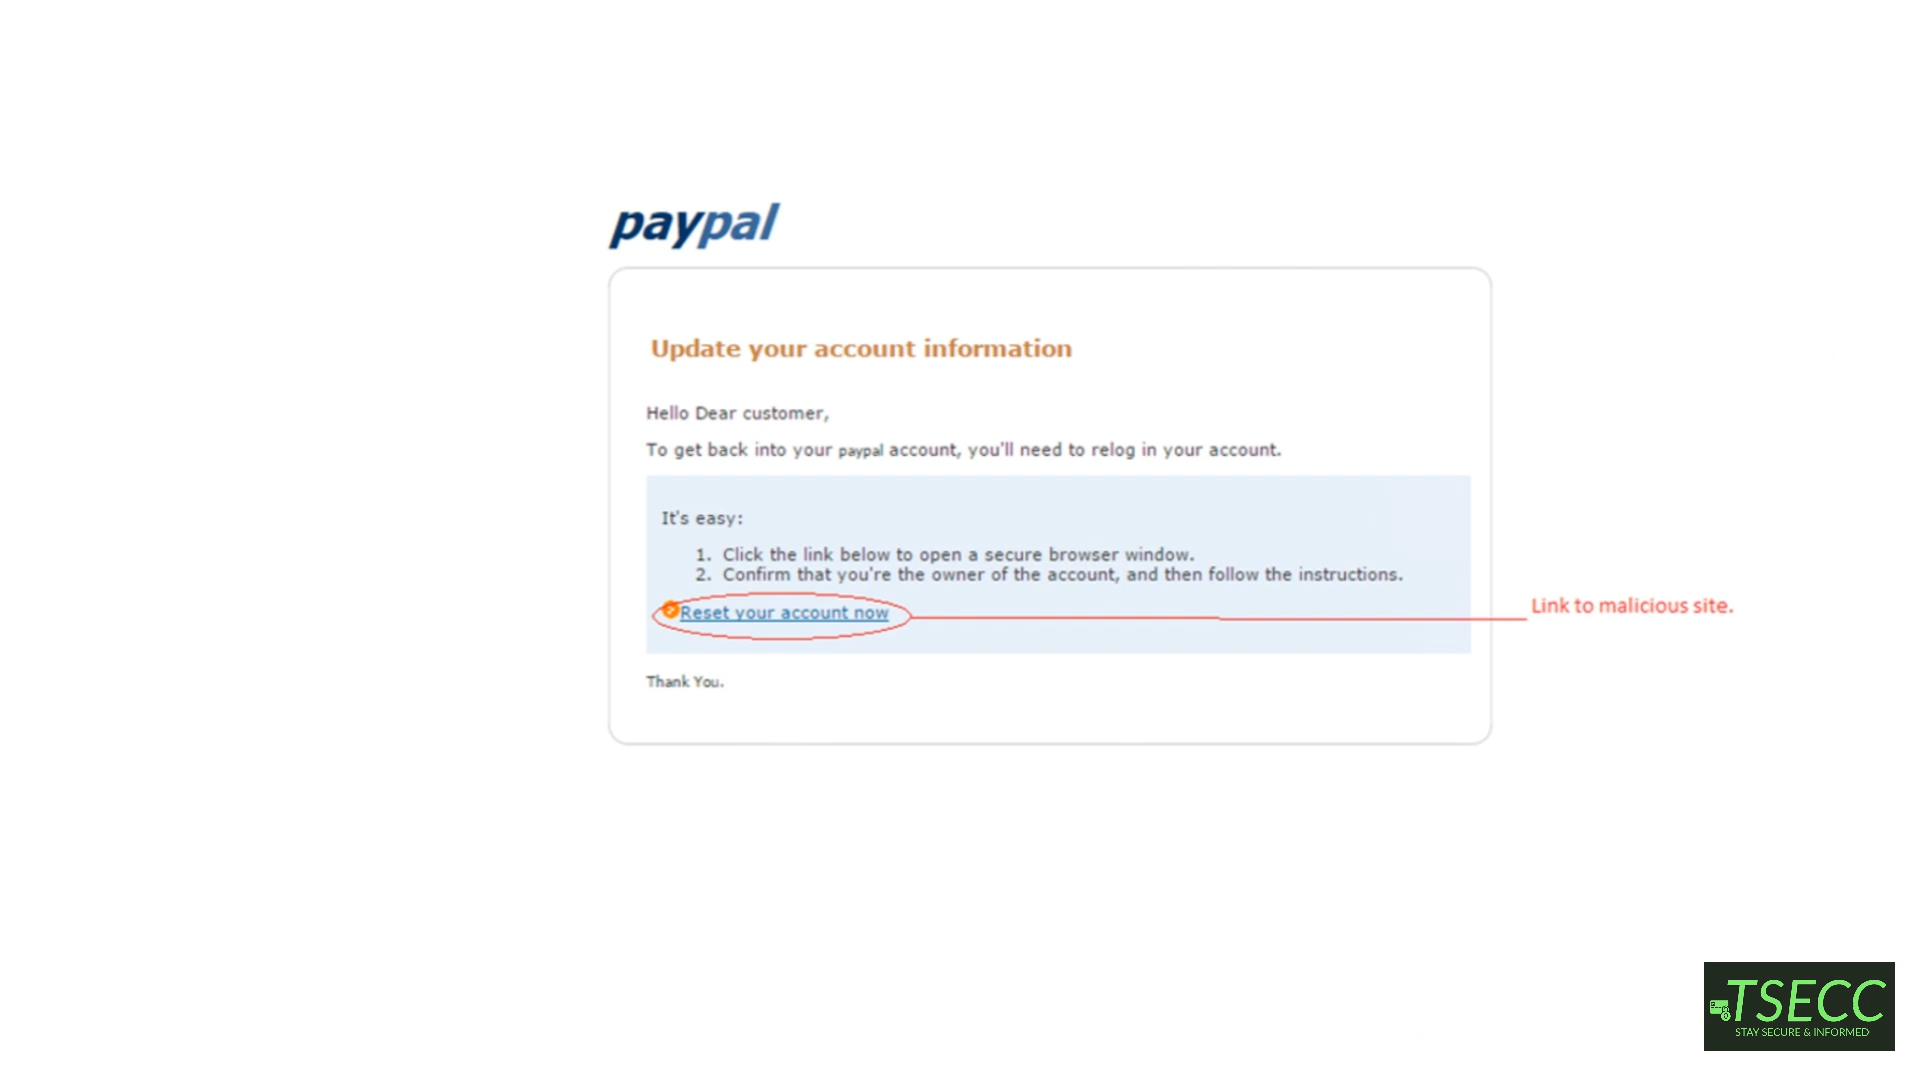 paypal
Update your account information
Hello Dear customer,
To get back into your paypal account, you'll need to relog in your account.
It's easy:
1. Click the link below to open a secure browser window.
2. Confirm that you're the owner of the account, and then follow the instructions.
Reset your account now
Link to malicious site.
Thank You.
TSECC
STAY SECURE & INFORMED